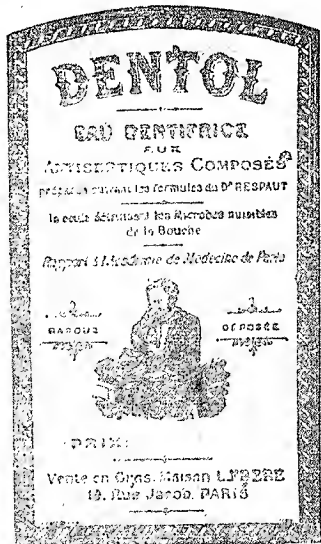 DENTOL
EAU DENTIFRICE
AUX
ANTISEPTIQUES COMPOSÉS
préparée suivant les formules du Dr RESPAUT
la seule détruisant les Microbes nuisibles
de la Bouche
Rapport à l'Académie de Médecine de Paris
MARQUE DÉPOSÉE
PRIX:
Vente en Gros. Maison L. FRERE
19, Rue Jacob, PARIS